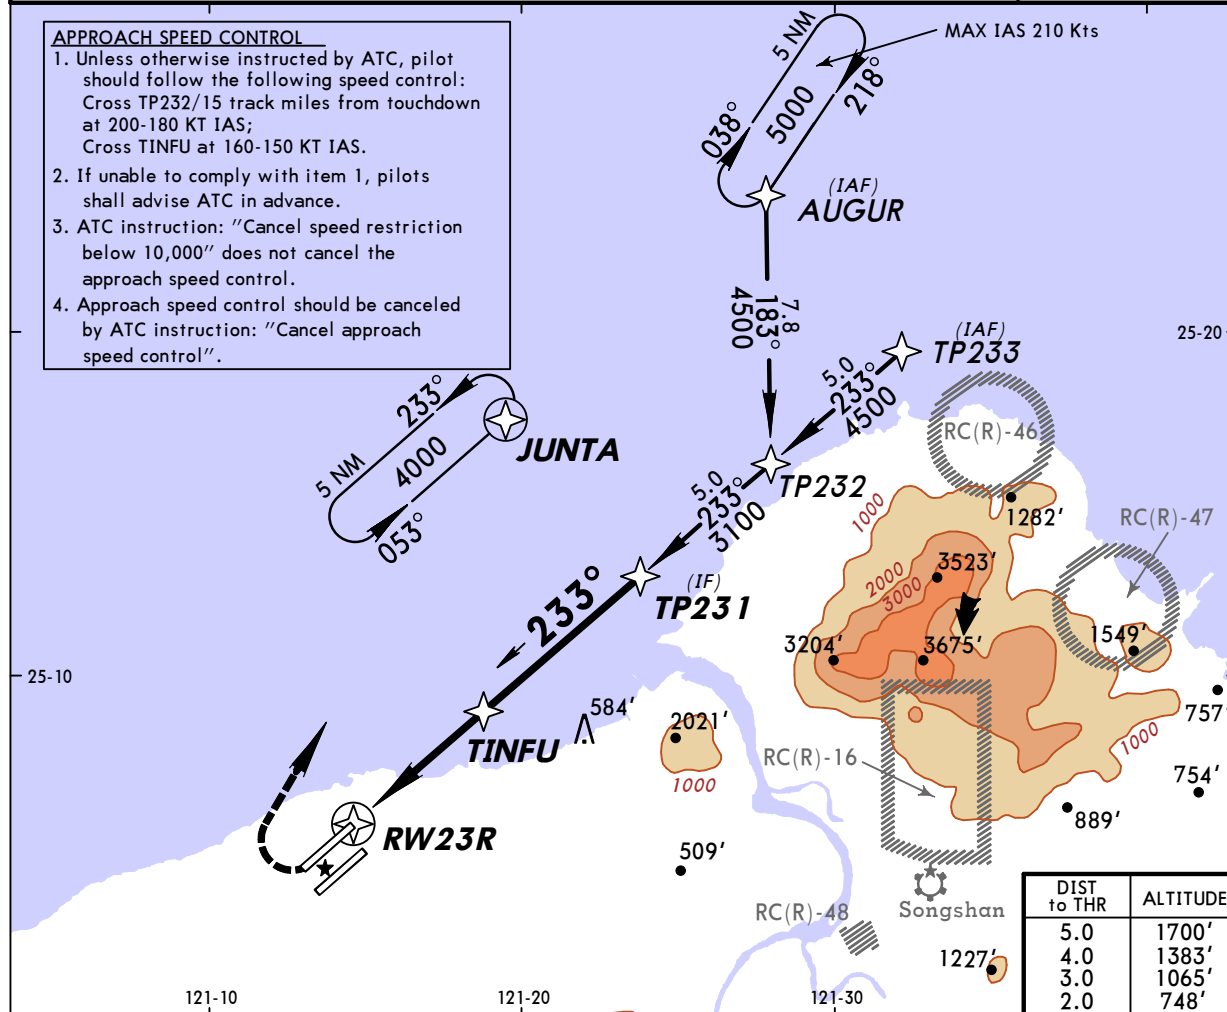 APPROACH SPEED CONTROL
1. Unless otherwise instructed by ATC, pilot
should follow the following speed control:
Cross TP232/15 track miles from touchdown
at 200-180 KT IAS;
Cross TINFU at 160-150 KT IAS.
2. If unable to comply with item 1, pilots
shall advise ATC in advance.
3. ATC instruction: "Cancel speed restriction
below 10,000" does not cancel the
approach speed control.
4. Approach speed control should be canceled
by ATC instruction: "Cancel approach
speed control".
5 NM
MAX IAS 210 Kts
038°
5000
218°
(IAF)
AUGUR
7.8
183°
4500
(IAF)
TP233
25-20
5.0
233°
4500
233°
4000
5 NM
053°
JUNTA
RC(R)-46
TP232
5.0
233°
3100
1000
1282'
RC(R)-47
2000
3000
3523'
(IF)
TP231
233°
3204'
3675'
1549'
25-10
584'
2021'
757'
TINFU
1000
RC(R)-16
1000
754'
889'
RW23R
509'
Songshan
RC(R)-48
1227'
DIST
to THR
ALTITUDE
5.0 1700'
4.0 1383'
3.0 1065'
2.0 748'
121-10
121-20
121-30